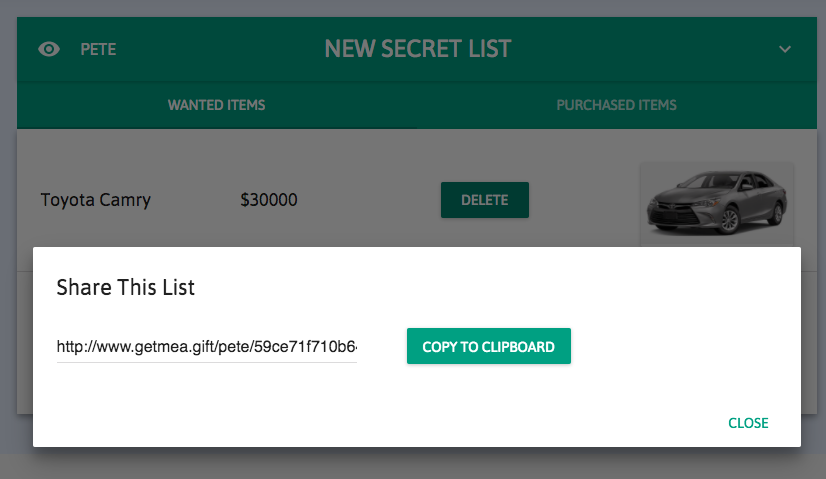 PETE
NEW SECRET LIST
WANTED ITEMS
PURCHASED ITEMS
Toyota Camry
$30000
DELETE
Share This List
http://www.getmea.gift/pete/59ce71f710b6
COPY TO CLIPBOARD
CLOSE